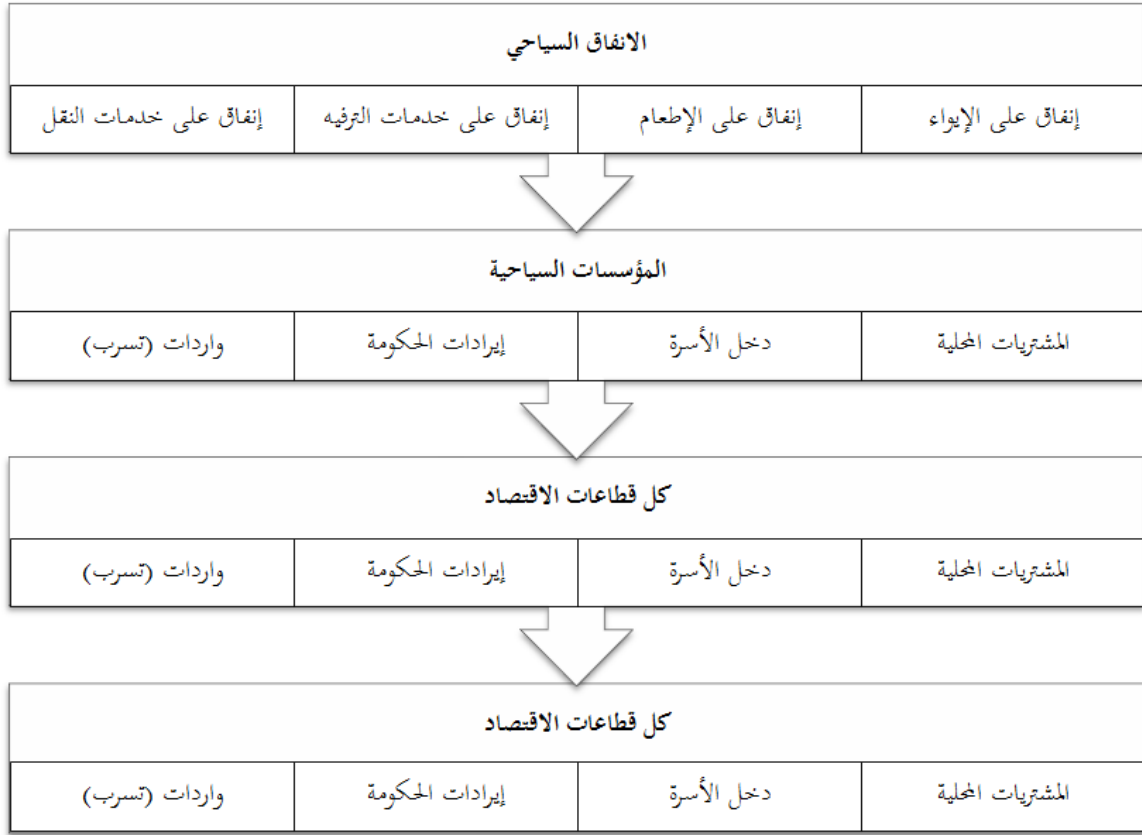 الانفاق السياحي
إنفاق على الإيواء
إنفاق على الإطعام
إنفاق على خدمات الترفيه
إنفاق على خدمات النقل
المؤسسات السياحية
المشتريات المحلية
دخل الأسرة
إيرادات الحكومة
واردات (تسرب)
كل قطاعات الاقتصاد
المشتريات المحلية
دخل الأسرة
إيرادات الحكومة
واردات (تسرب)
كل قطاعات الاقتصاد
المشتريات المحلية
دخل الأسرة
إيرادات الحكومة
واردات (تسرب)